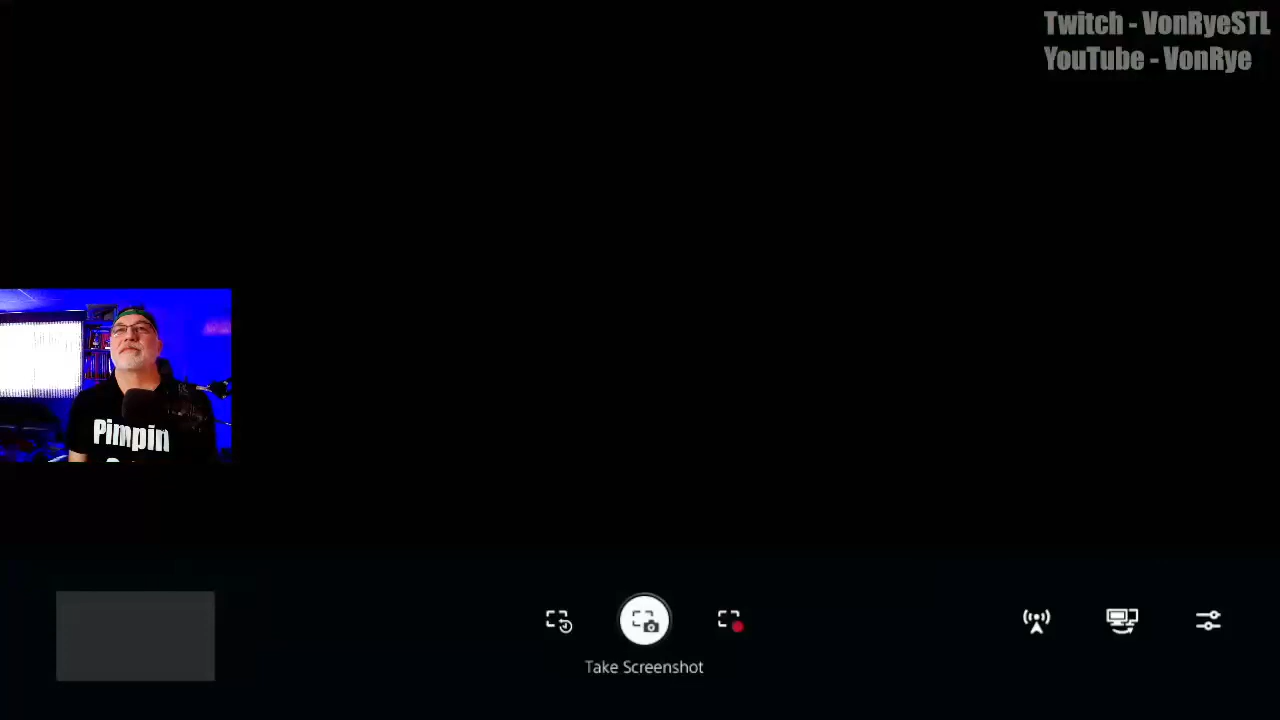 Twitch - VonRyeSTL
YouTube - VonRye
Pimpin
Take Screenshot